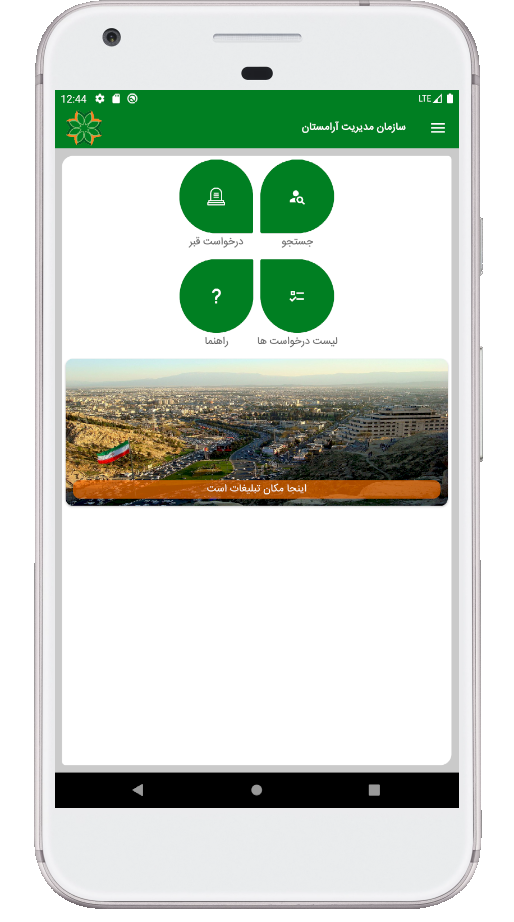 12:44 LTE
سازمان مدیریت آرامستان
جستجو
درخواست قبر
لیست درخواست ها
راهنما
اینجا مکان تبلیغات است